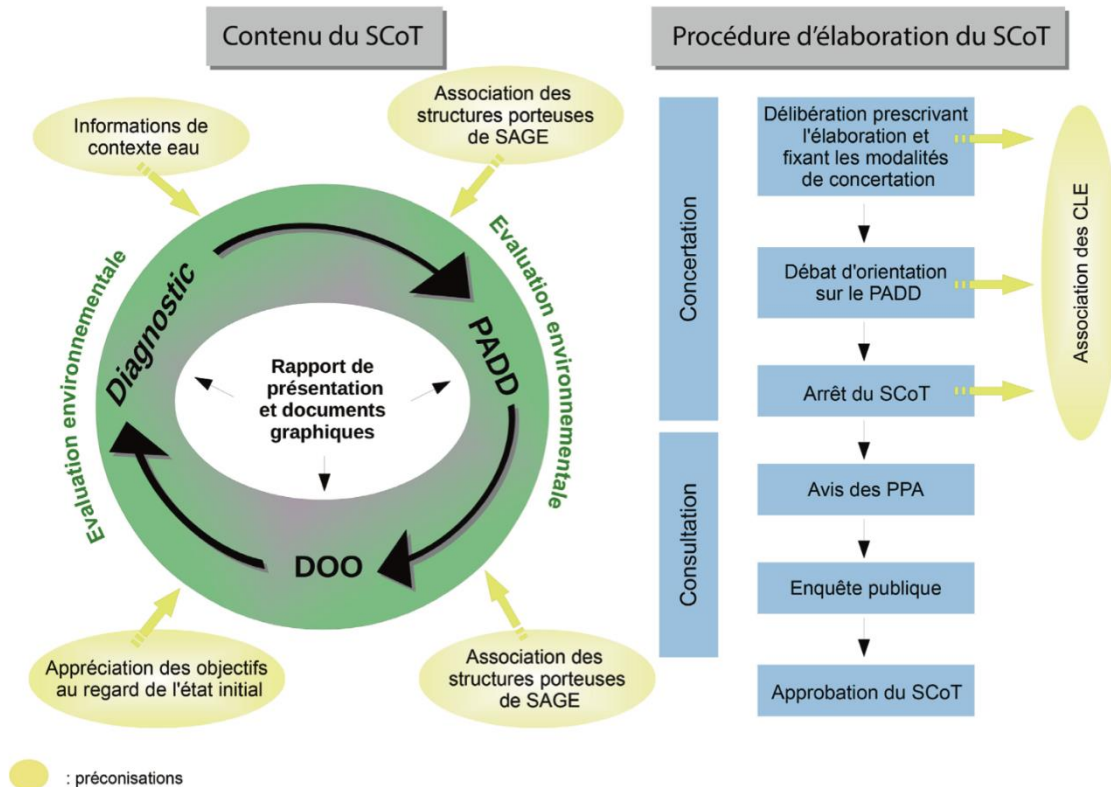 Contenu du SCoT
Informations de
contexte eau
Association des
structures porteuses
de SAGE
Evaluation environnementale
Diagnostic
PADD
Evaluation environnementale
Rapport de
présentation
et documents
graphiques
DOO
Appréciation des objectifs
au regard de l'état initial
Association des
structures porteuses
de SAGE
: préconisations
Procédure d'élaboration du SCoT
Concertation
Délibération prescrivant
l'élaboration et
fixant les modalités
de concertation
Débat d'orientation
sur le PADD
Arrêt du SCoT
Association des CLE
Consultation
Avis des PPA
Enquête publique
Approbation du SCoT